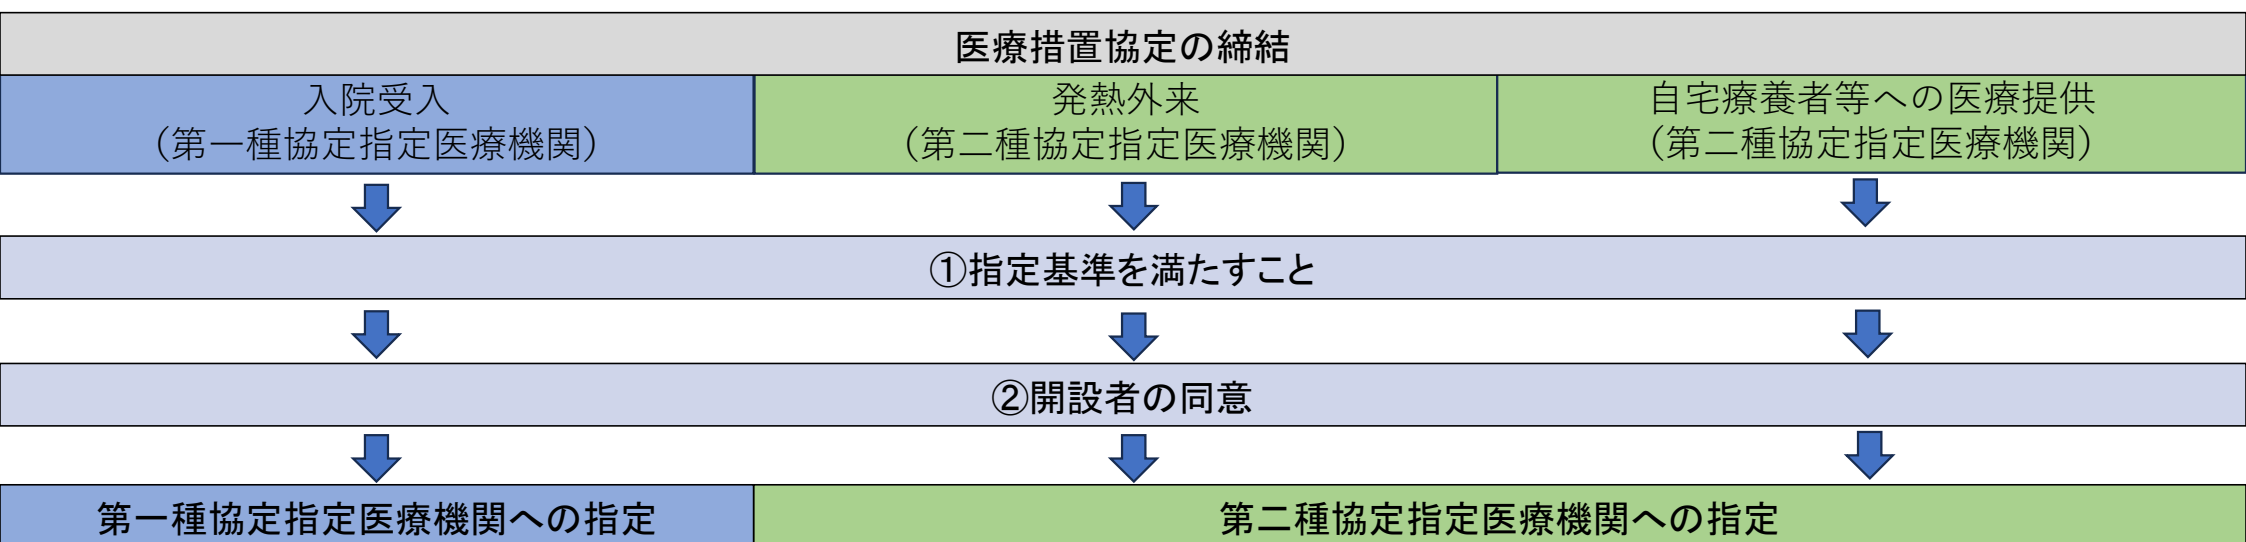 医療措置協定の締結
入院受入
（第一種協定指定医療機関）
発熱外来
（第二種協定指定医療機関）
自宅療養者等への医療提供
（第二種協定指定医療機関）
①指定基準を満たすこと
②開設者の同意
第一種協定指定医療機関への指定
第二種協定指定医療機関への指定